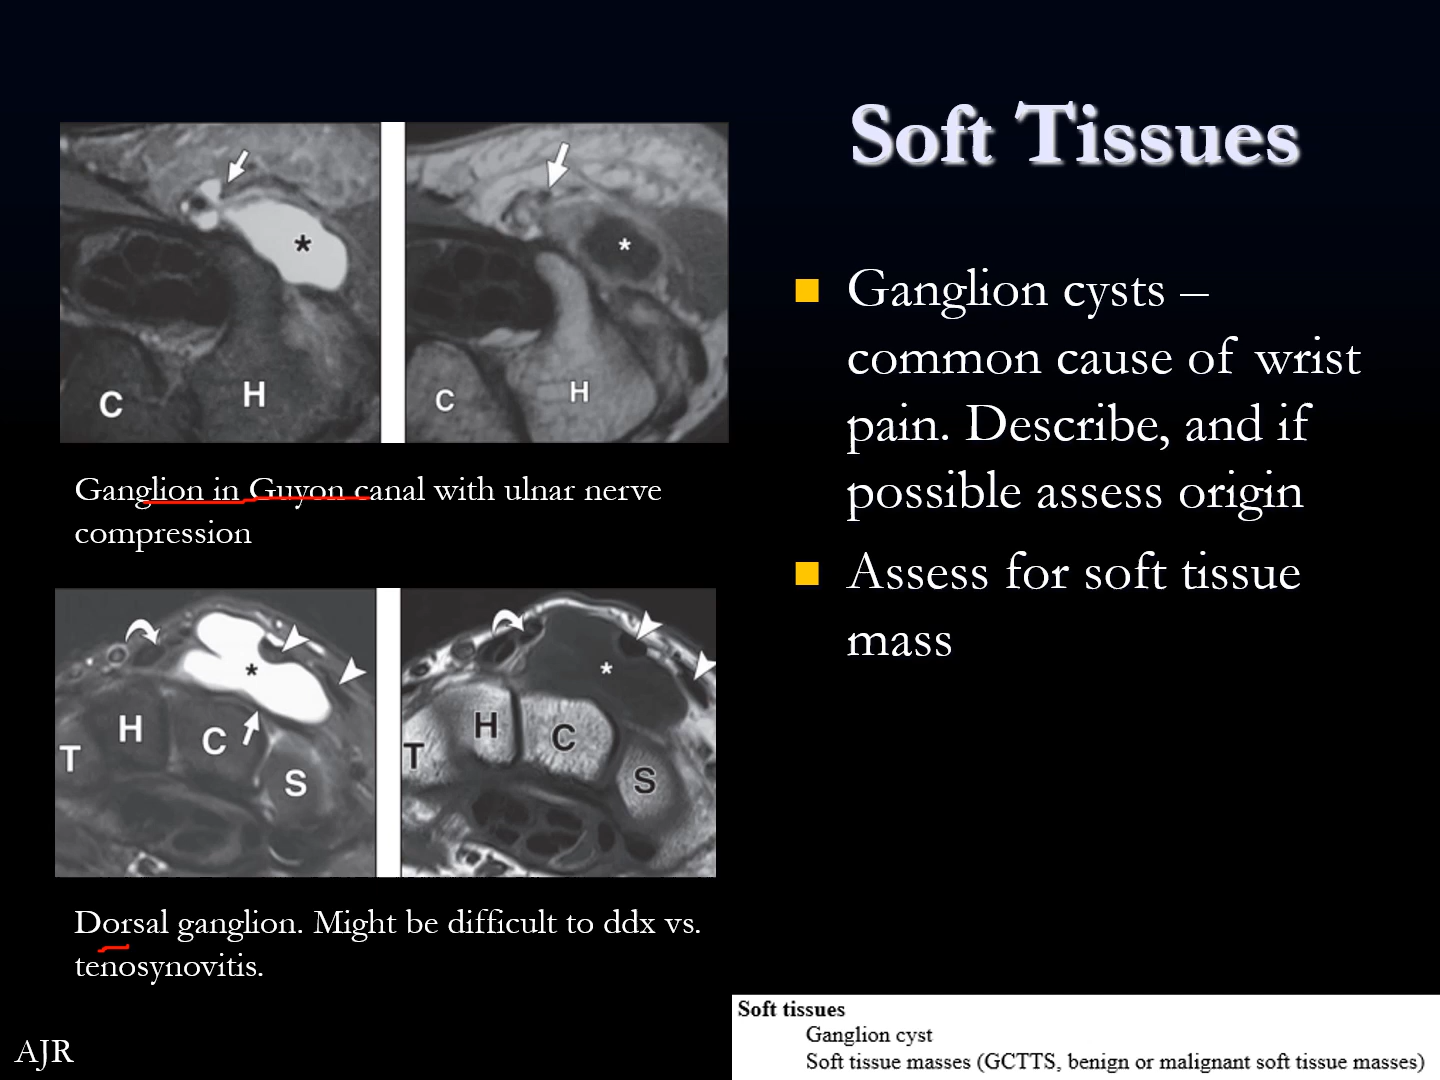 Soft Tissues
*
C
H
*
C
H
Ganglion in Guyon canal with ulnar nerve
compression
*
H
C
T
S
*
H
C
T
S
Dorsal ganglion. Might be difficult to ddx vs.
tenosynovitis.
■ Ganglion cysts –
common cause of wrist
pain. Describe, and if
possible assess origin
■ Assess for soft tissue
mass
AJR
Soft tissues
Ganglion cyst
Soft tissue masses (GCTTS, benign or malignant soft tissue masses)